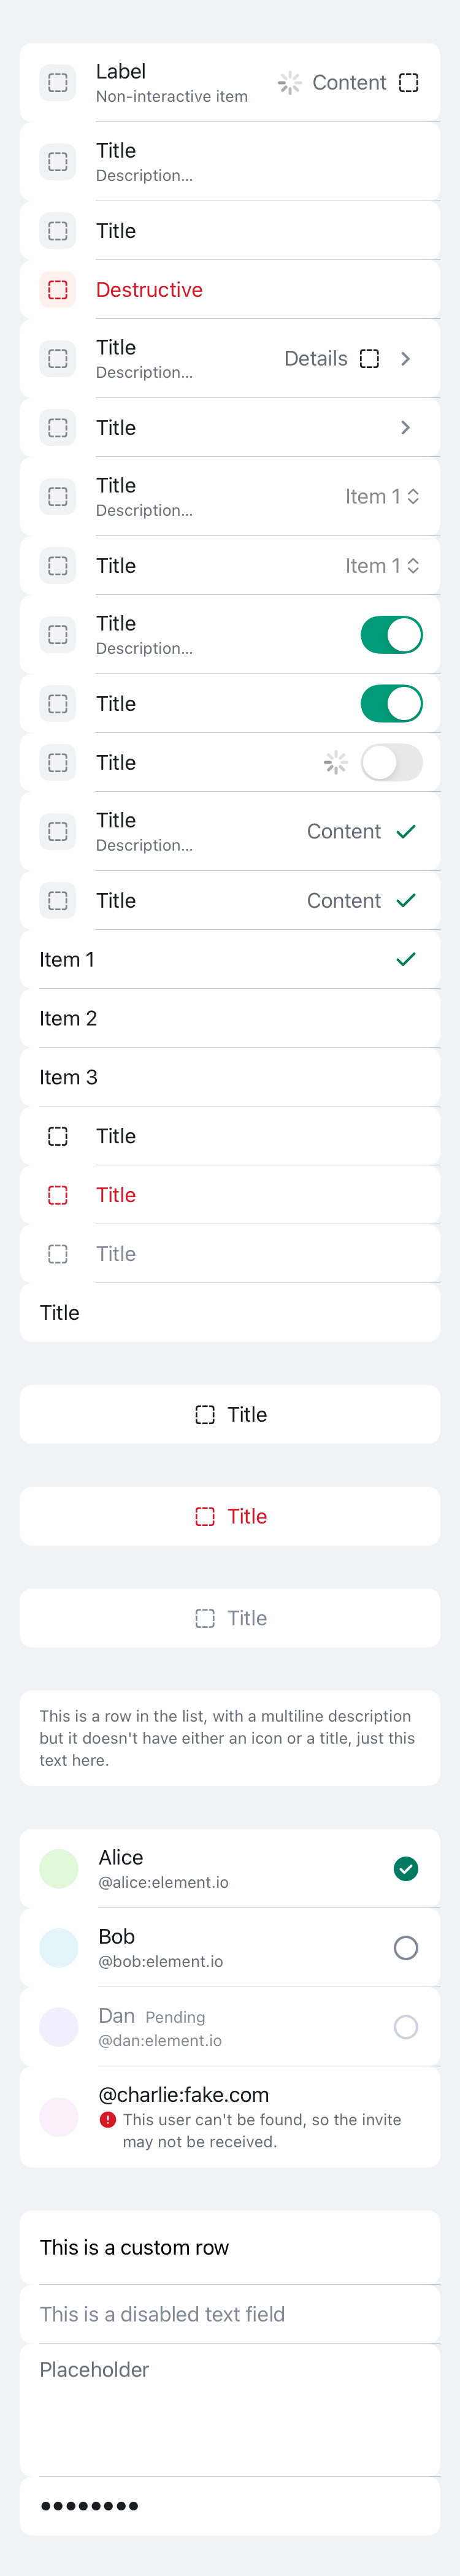 Label
Non-interactive item
Content
Title
Description...
Title
Destructive
Title
Description...
Details
Title
Title
Description...
Item 1
Title
Item 1
Title
Description...
Title
Title
Title
Description...
Content
Title
Content
Item 1
Item 2
Item 3
Title
Title
Title
Title
Title
Title
Title
This is a row in the list, with a multiline description
but it doesn't have either an icon or a title, just this
text here.
Alice
@alice:element.io
Bob
@bob:element.io
Dan Pending
@dan:element.io
@charlie:fake.com
This user can't be found, so the invite
may not be received.
This is a custom row
This is a disabled text field
Placeholder
••••••••